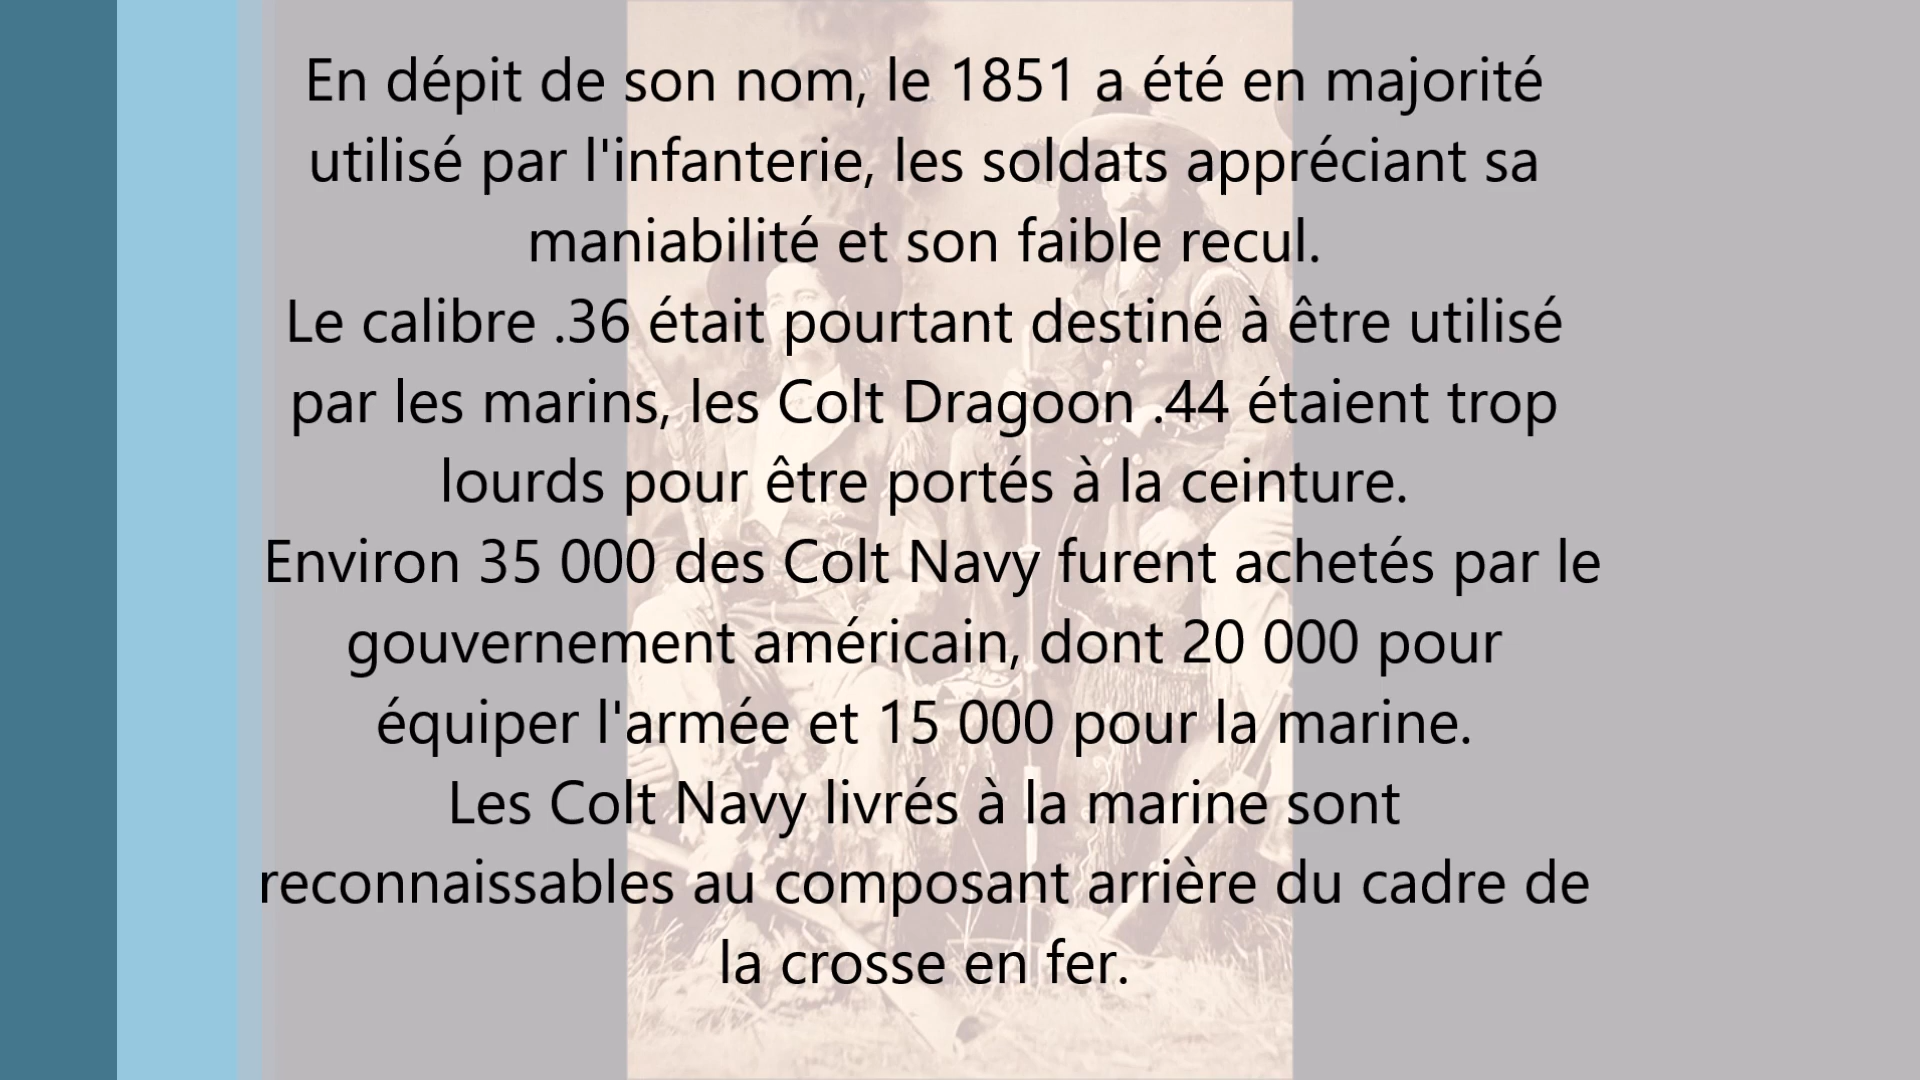 En dépit de son nom, le 1851 a été en majorité
utilisé par l'infanterie, les soldats appréciant sa
maniabilité et son faible recul.
Le calibre .36 était pourtant destiné à être utilisé
par les marins, les Colt Dragoon .44 étaient trop
lourds pour être portés à la ceinture.
Environ 35 000 des Colt Navy furent achetés par le
gouvernement américain, dont 20 000 pour
équiper l'armée et 15 000 pour la marine.
Les Colt Navy livrés à la marine sont
reconnaissables au composant arrière du cadre de
la crosse en fer.